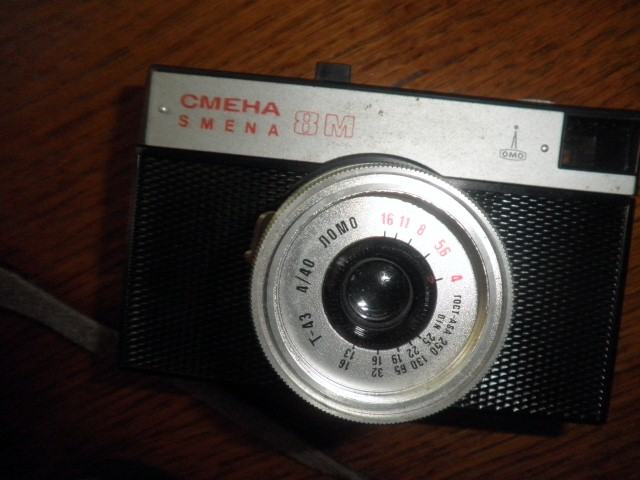 СМЕНА
SMENA 8M
ОМО
Т-43 4/40 ЛОМО
16 11 8 5,6 4
ГОСТ-ASA 250 130 65 32 16
DIN 25 22 19 16 13